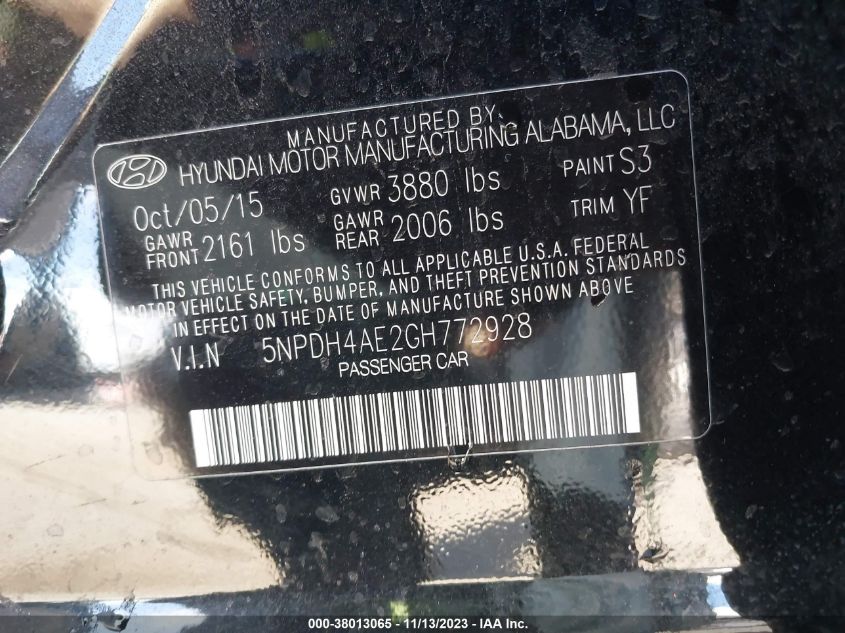 MANUFACTURED BY
HYUNDAI MOTOR MANUFACTURING ALABAMA, LLC
Oct/05/15 GVWR 3880 lbs PAINT S3
GAWR FRONT 2161 lbs GAWR REAR 2006 lbs TRIM YF
THIS VEHICLE CONFORMS TO ALL APPLICABLE U.S.A. FEDERAL
MOTOR VEHICLE SAFETY, BUMPER, AND THEFT PREVENTION STANDARDS
IN EFFECT ON THE DATE OF MANUFACTURE SHOWN ABOVE
V.I.N 5NPDH4AE2GH772928
PASSENGER CAR
000-38013065 - 11/13/2023 - IAA Inc.